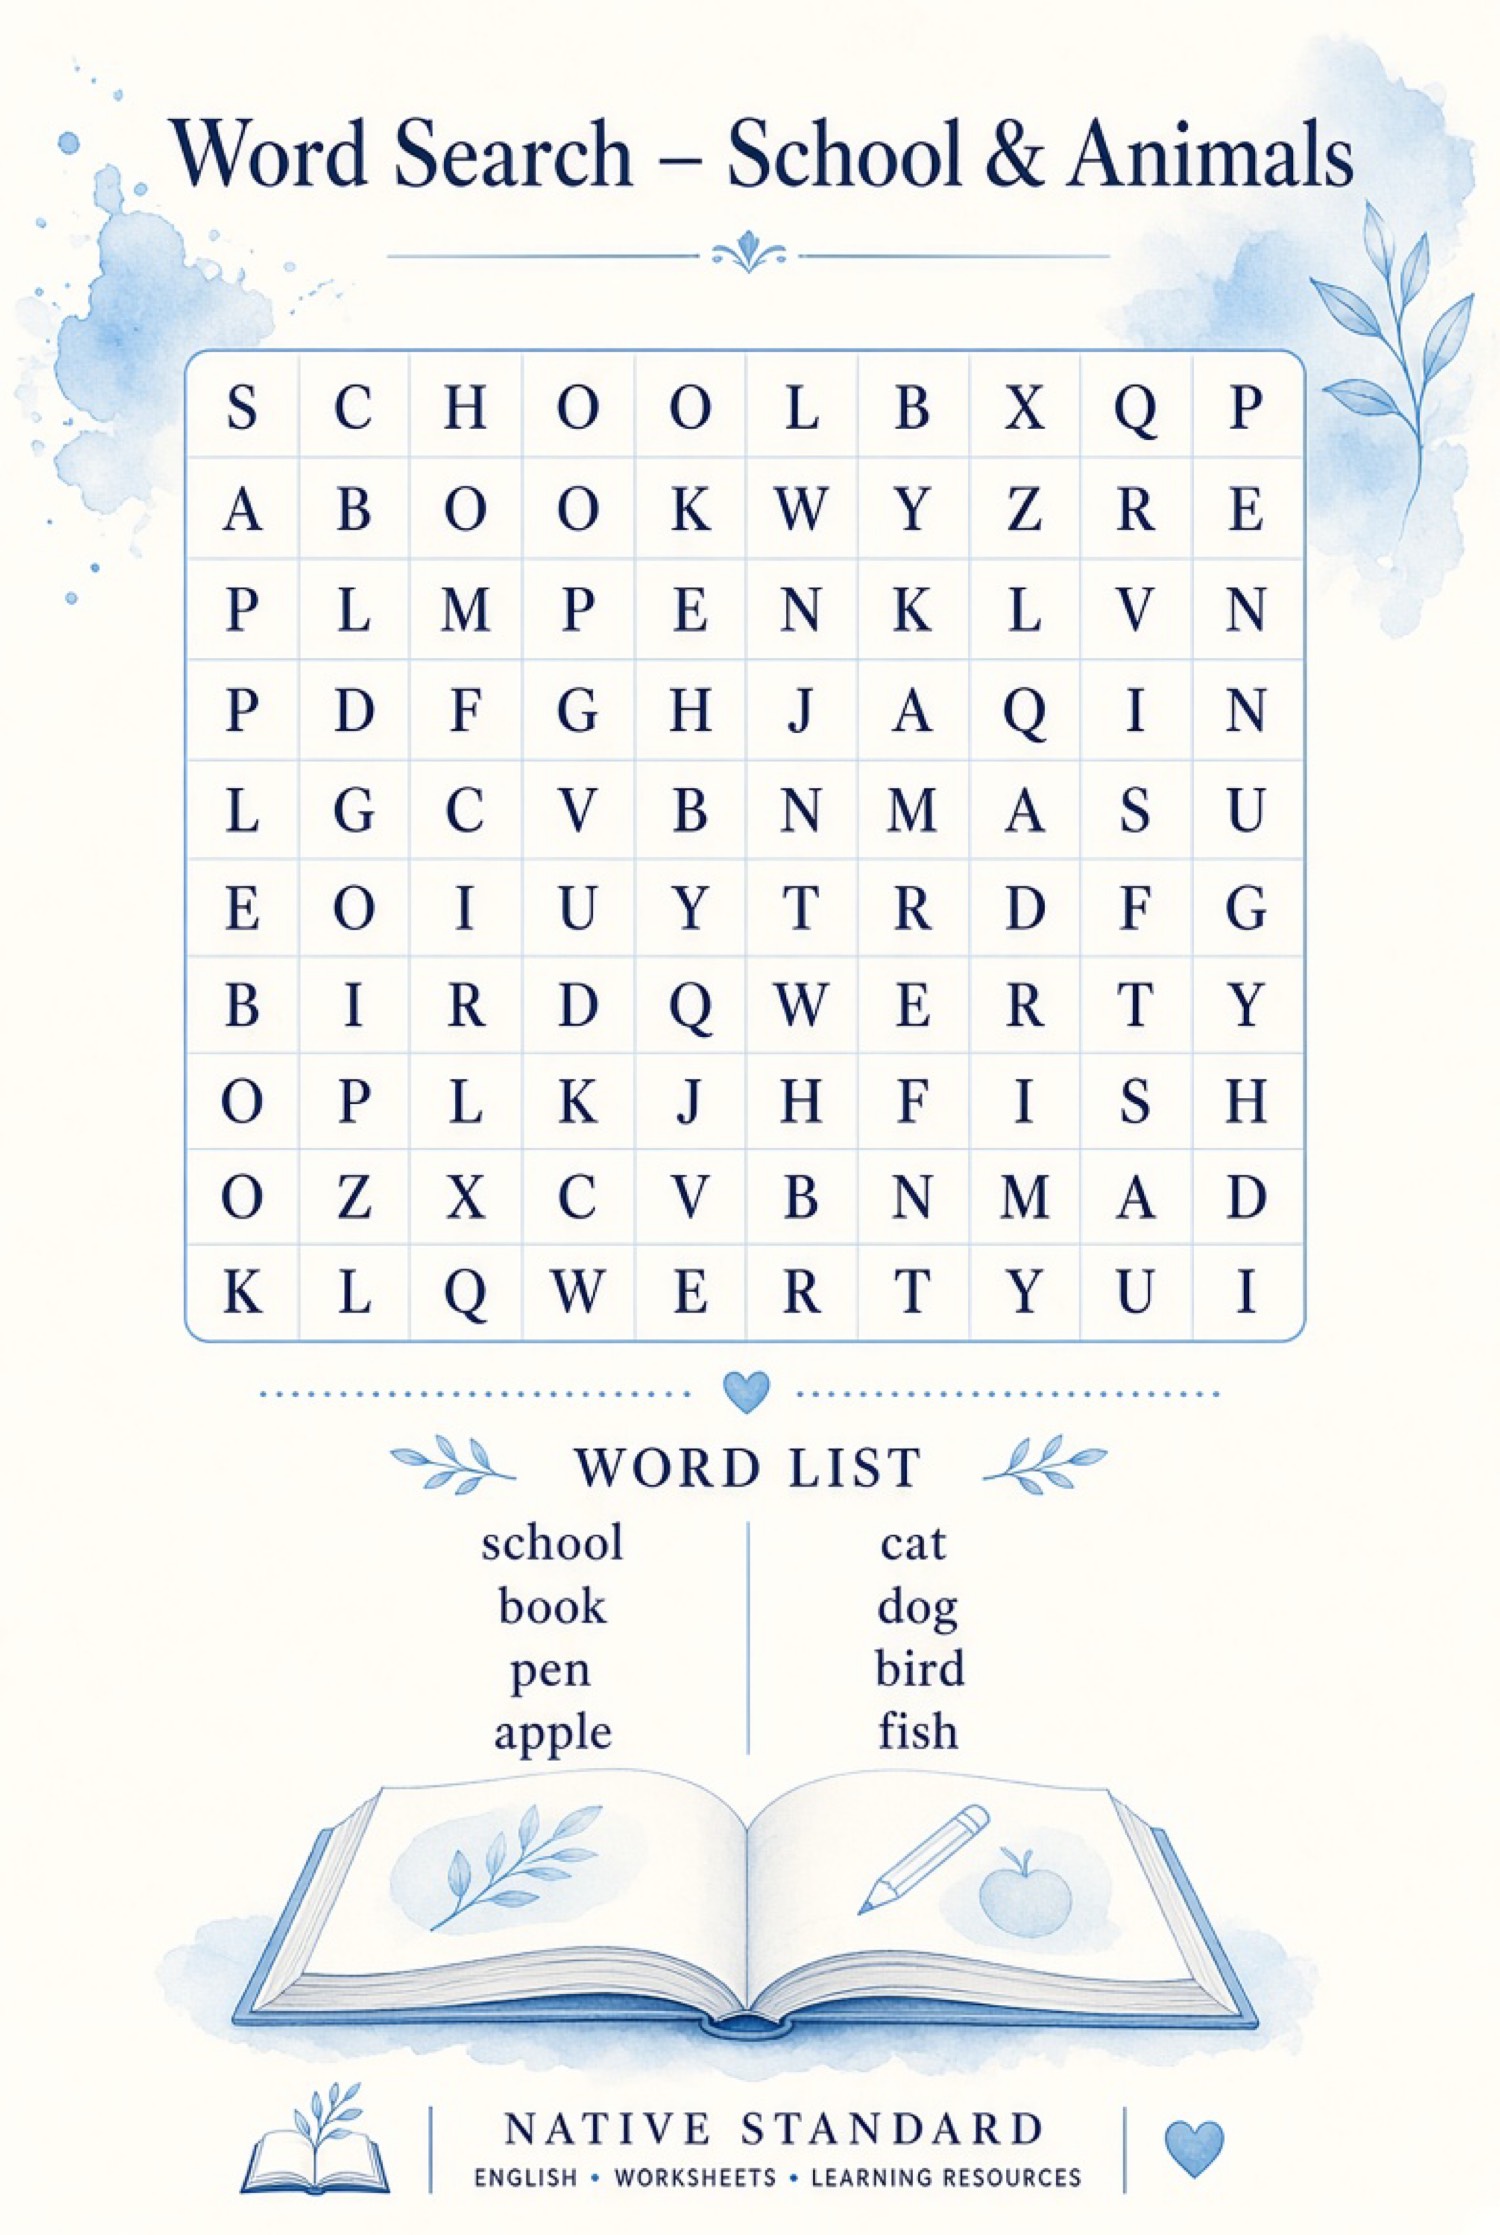 Word Search – School & Animals
S C H O O L B X Q P
A B O O K W Y Z R E
P L M P E N K L V N
P D F G H J A Q I N
L G C V B N M A S U
E O I U Y T R D F G
B I R D Q W E R T Y
O P L K J H F I S H
O Z X C V B N M A D
K L Q W E R T Y U I
WORD LIST
school
book
pen
apple
cat
dog
bird
fish
NATIVE STANDARD
ENGLISH • WORKSHEETS • LEARNING RESOURCES